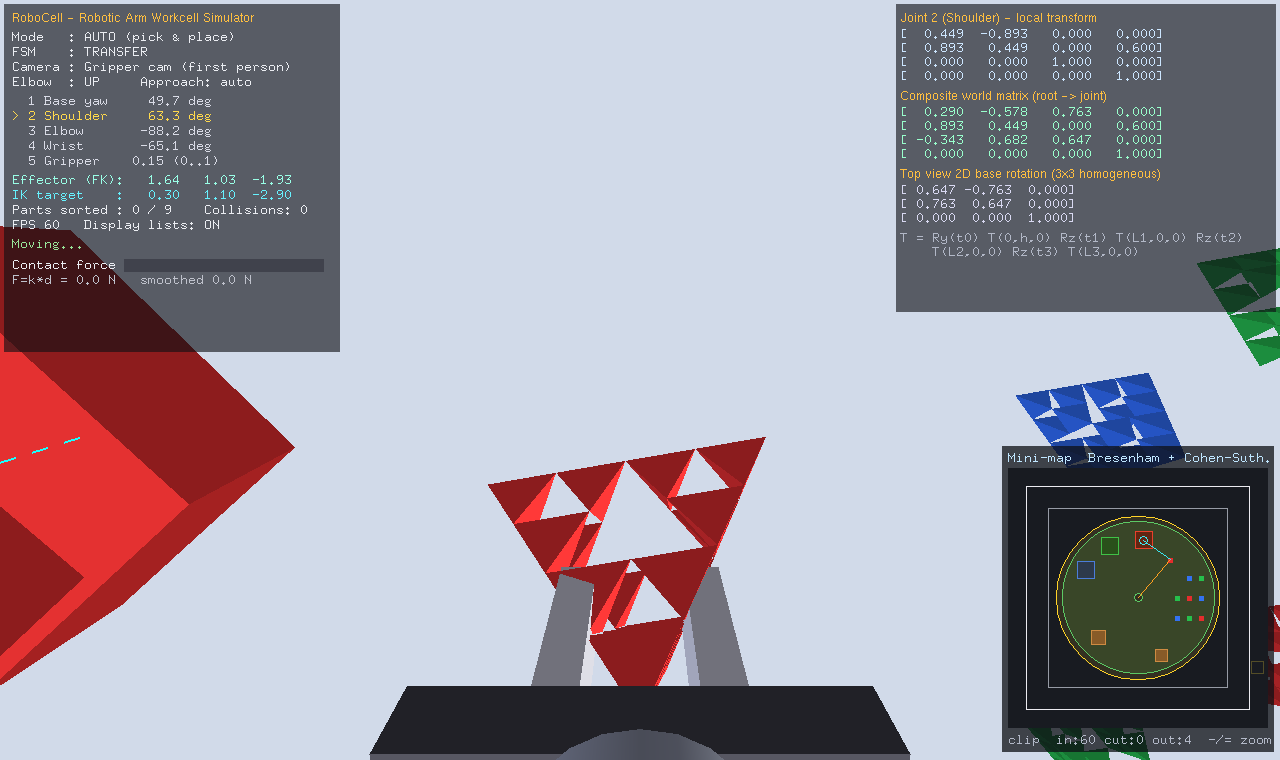 RoboCell – Robotic Arm Workcell Simulator
Mode   : AUTO (pick & place)
FSM    : TRANSFER
Camera : Gripper cam (first person)
Elbow  : UP     Approach: auto
1 Base yaw     49.7 deg
> 2 Shoulder     63.3 deg
3 Elbow       -88.2 deg
4 Wrist       -65.1 deg
5 Gripper    0.15 (0..1)
Effector (FK):   1.64   1.03  -1.93
IK target    :   0.30   1.10  -2.90
Parts sorted : 0 / 9   Collisions: 0
FPS 60   Display lists: ON
Moving...
Contact force
F=k*d = 0.0 N   smoothed 0.0 N
Joint 2 (Shoulder) – local transform
[  0.449  -0.893   0.000   0.000]
[  0.893   0.449   0.000   0.600]
[  0.000   0.000   1.000   0.000]
[  0.000   0.000   0.000   1.000]
Composite world matrix (root –> joint)
[  0.290  -0.578   0.763   0.000]
[  0.893   0.449   0.000   0.600]
[ -0.343   0.682   0.647   0.000]
[  0.000   0.000   0.000   1.000]
Top view 2D base rotation (3x3 homogeneous)
[ 0.647 -0.763  0.000]
[ 0.763  0.647  0.000]
[ 0.000  0.000  1.000]
T = Ry(t0) T(0,h,0) Rz(t1) T(L1,0,0) Rz(t2)
T(L2,0,0) Rz(t3) T(L3,0,0)
Mini-map  Bresenham + Cohen-Suth.
clip  in:60 cut:0 out:4  -/= zoom